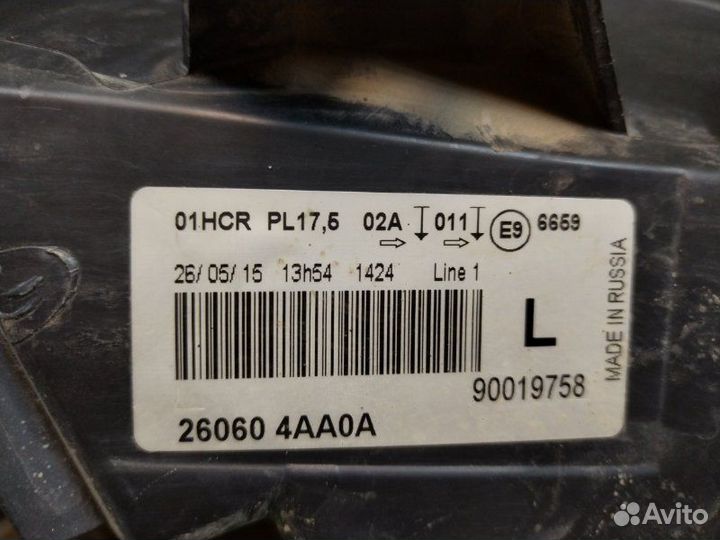 01HCR PL17,5 02A 011 E9 6659
26/05/15 13h54 1424 Line 1
L
90019758
26060 4AA0A
MADE IN RUSSIA
Avito